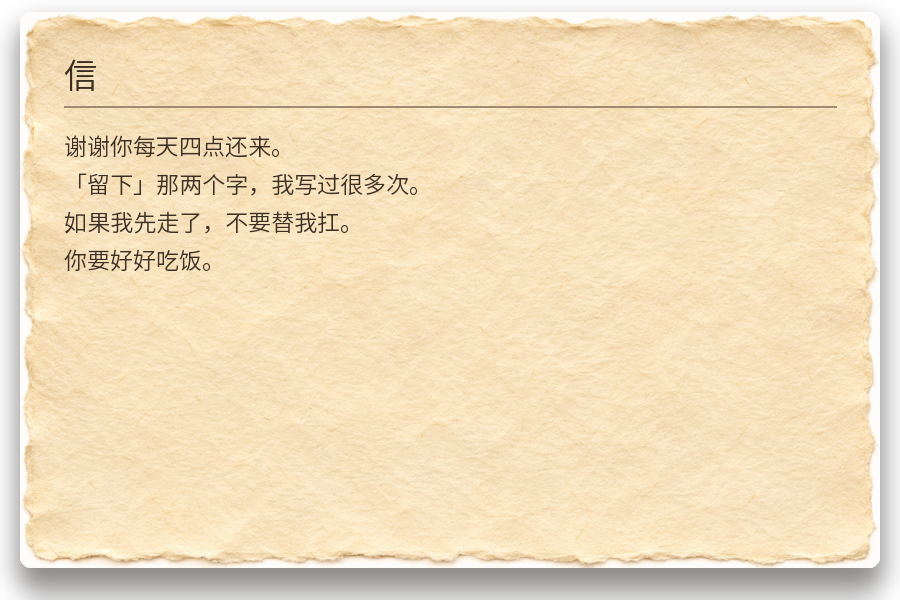 信
谢谢你每天四点还来。
「留下」那两个字，我写过很多次。
如果我先走了，不要替我扛。
你要好好吃饭。